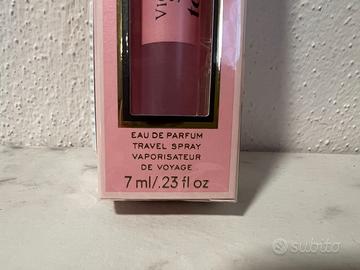 EAU DE PARFUM
TRAVEL SPRAY
VAPORISATEUR
DE VOYAGE
7 ml/.23 fl oz
subito